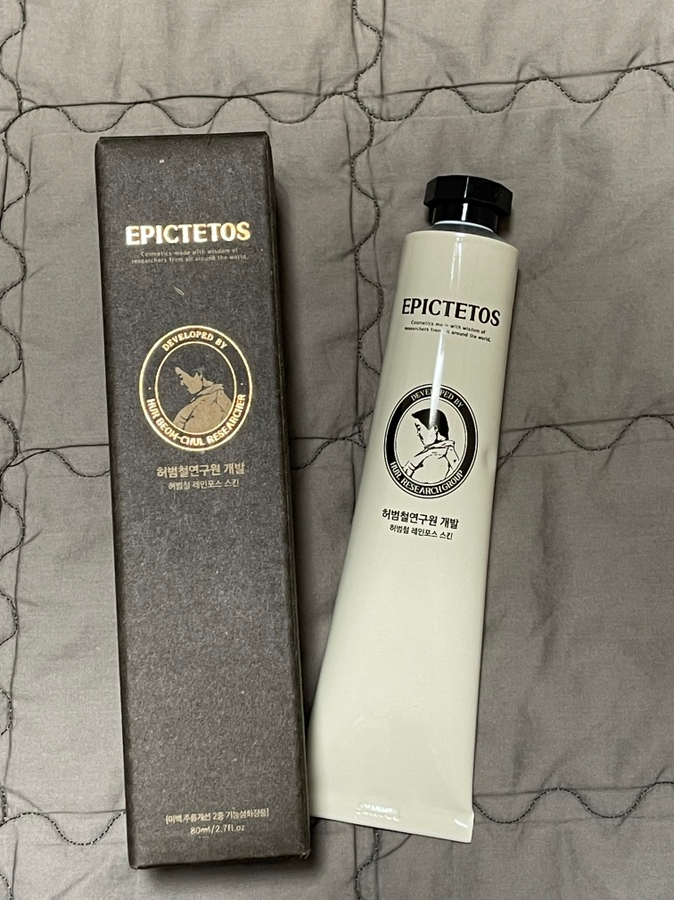 EPICTETOS
Cosmetics made with wisdom of
researchers from all around the world.
DEVELOPED BY
HUR BEOM-CHUL RESEARCHER
허범철연구원 개발
허범철 레인포스 스킨
[미백,주름개선 2중 기능성화장품]
80ml/2.7fl.oz
EPICTETOS
Cosmetics made with wisdom of
researchers from all around the world.
DEVELOPED BY
HUR. RESEARCH GROUP
허범철연구원 개발
허범철 레인포스 스킨